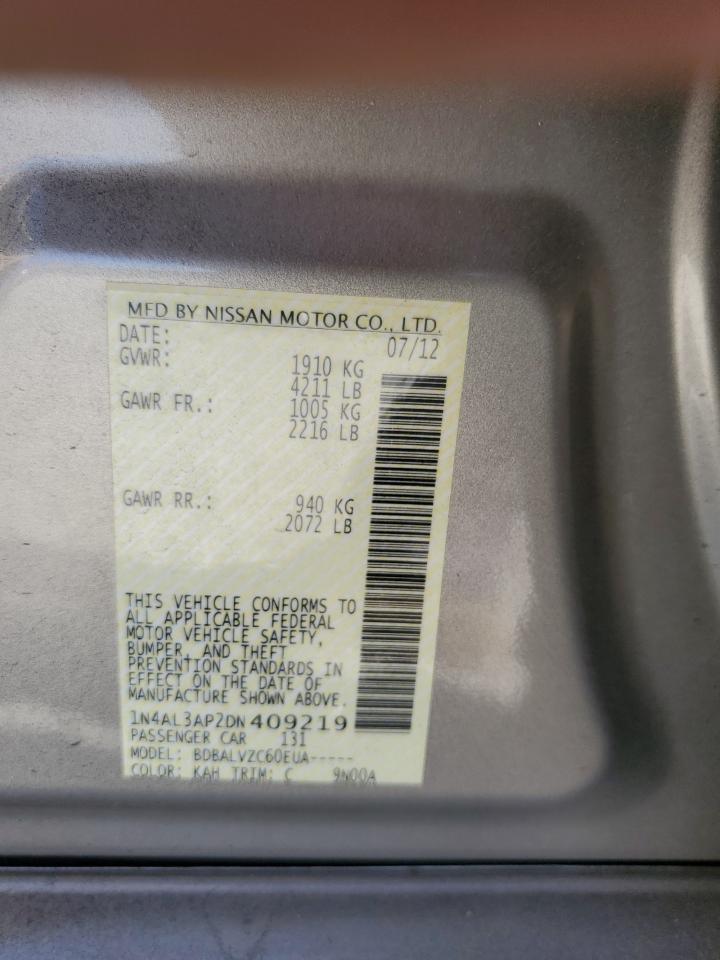 MFD BY NISSAN MOTOR CO., LTD.
DATE: 07/12
GVWR: 1910 KG
4211 LB
GAWR FR.: 1005 KG
2216 LB
GAWR RR.: 940 KG
2072 LB
THIS VEHICLE CONFORMS TO
ALL APPLICABLE FEDERAL
MOTOR VEHICLE SAFETY,
BUMPER, AND THEFT
PREVENTION STANDARDS IN
EFFECT ON THE DATE OF
MANUFACTURE SHOWN ABOVE.
1N4AL3AP2DN409219
PASSENGER CAR 131
MODEL: BDBALVZC60EUA-----
COLOR: KAH TRIM: C 9N00A